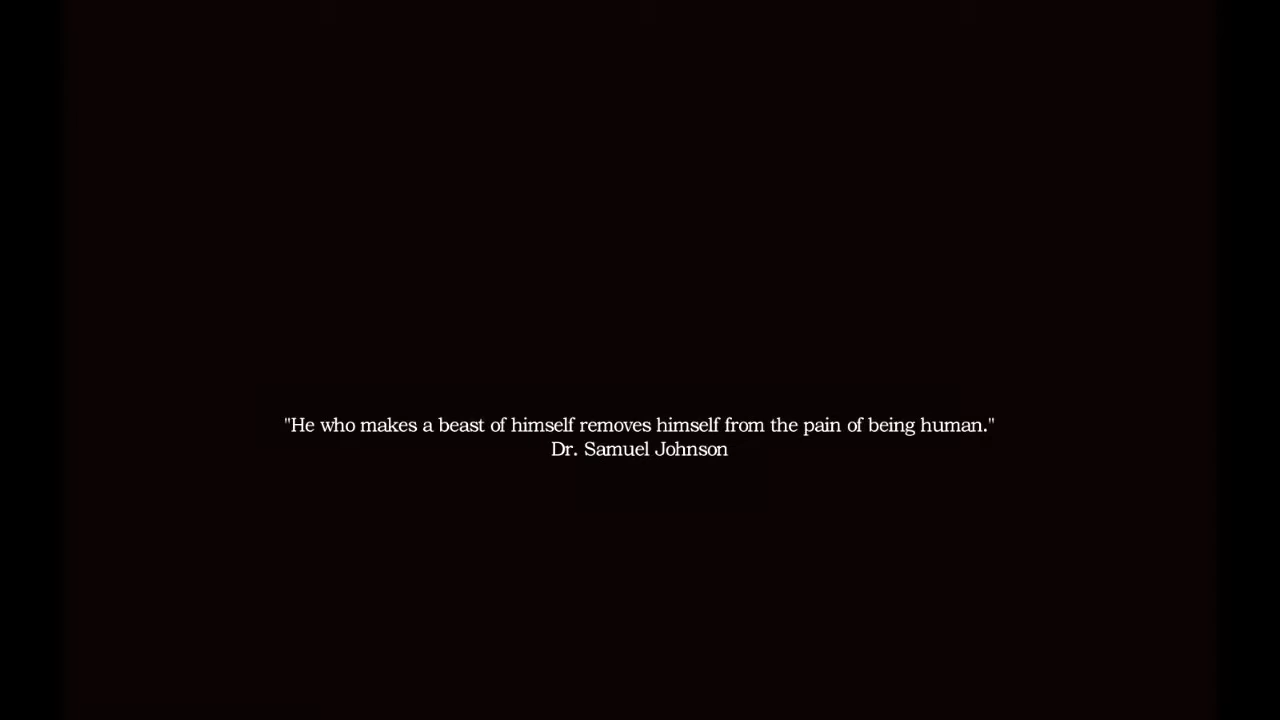 "He who makes a beast of himself removes himself from the pain of being human."
Dr. Samuel Johnson